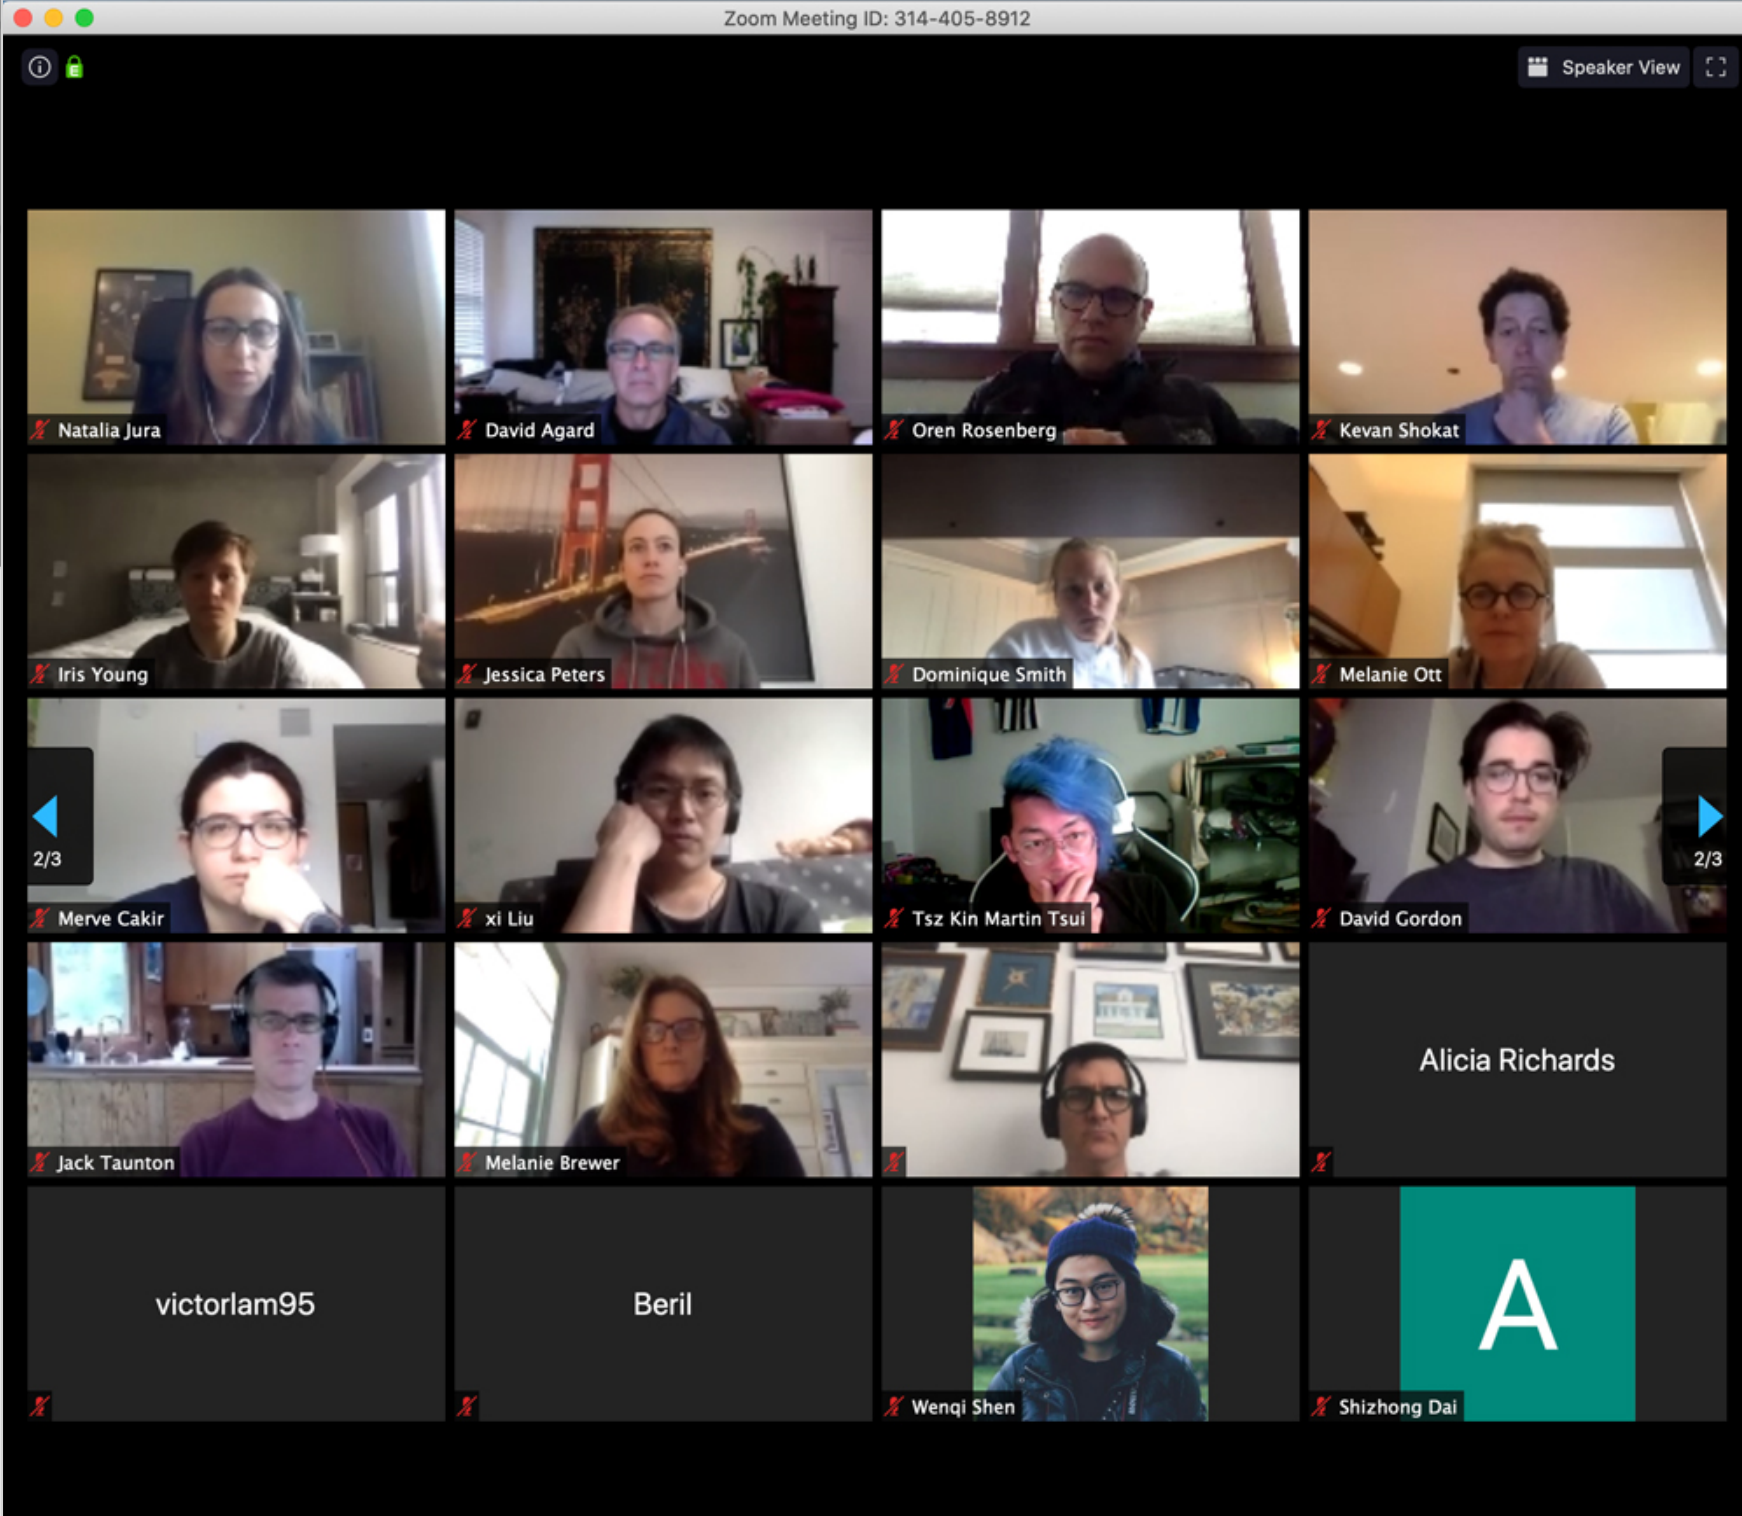 Zoom Meeting ID: 314-405-8912
E
Speaker View
Natalia Jura
David Agard
Oren Rosenberg
Kevan Shokat
Iris Young
Jessica Peters
Dominique Smith
Melanie Ott
2/3
2/3
Merve Cakir
xi Liu
Tsz Kin Martin Tsui
David Gordon
Jack Taunton
Melanie Brewer
Alicia Richards
victorlam95
Beril
A
Wenqi Shen
Shizhong Dai